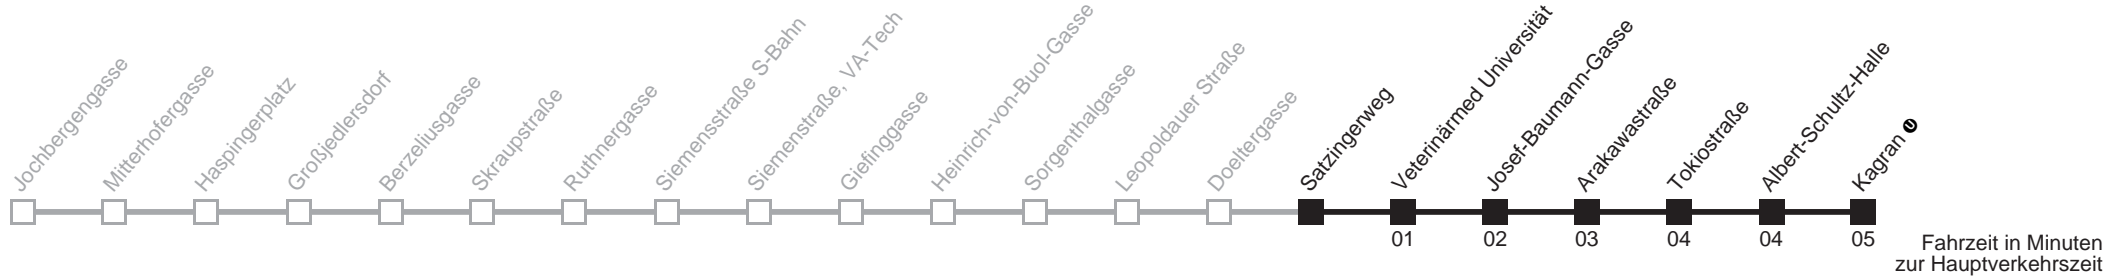 Jochbergengasse
Mitterhofergasse
Haspingerplatz
Großjedlersdorf
Berzeliusgasse
Skraupstraße
Ruthnergasse
Siemensstraße S-Bahn
Siemenstraße, VA-Tech
Giefinggasse
Heinrich-von-Buol-Gasse
Sorgenthalgasse
Leopoldauer Straße
Doeltergasse
Satzingerweg
Veterinärmed Universität
Josef-Baumann-Gasse
Arakawastraße
Tokiostraße
Albert-Schultz-Halle
Kagran U
01 02 03 04 04 05
Fahrzeit in Minuten
zur Hauptverkehrszeit